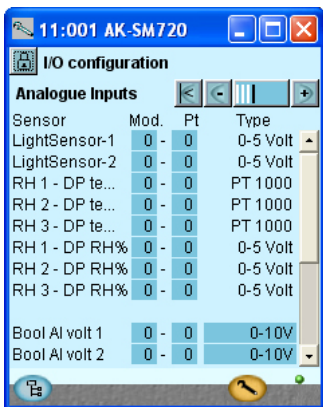 11:001 AK-SM720
I/O configuration
Analogue Inputs
Sensor Mod. Pt Type
LightSensor-1 0 - 0 0-5 Volt
LightSensor-2 0 - 0 0-5 Volt
RH 1 - DP te... 0 - 0 PT 1000
RH 2 - DP te... 0 - 0 PT 1000
RH 3 - DP te... 0 - 0 PT 1000
RH 1 - DP RH% 0 - 0 0-5 Volt
RH 2 - DP RH% 0 - 0 0-5 Volt
RH 3 - DP RH% 0 - 0 0-5 Volt
Bool AI volt 1 0 - 0 0-10V
Bool AI volt 2 0 - 0 0-10V